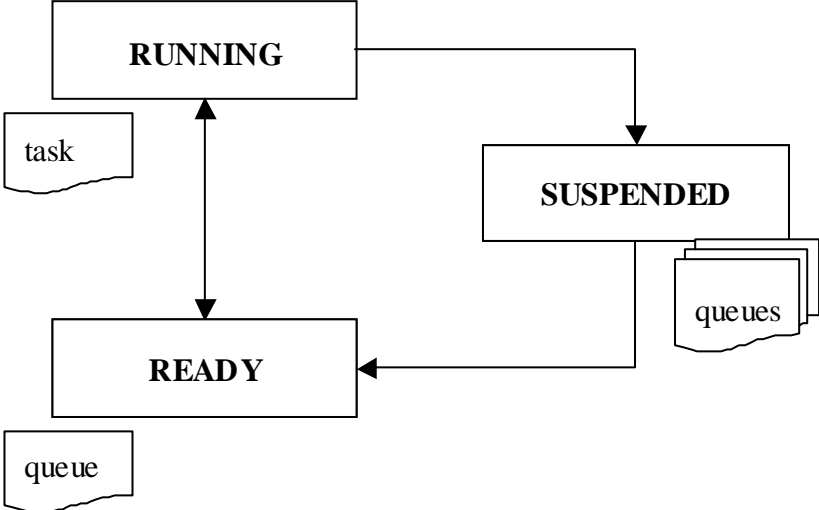 RUNNING
task
SUSPENDED
queues
READY
queue